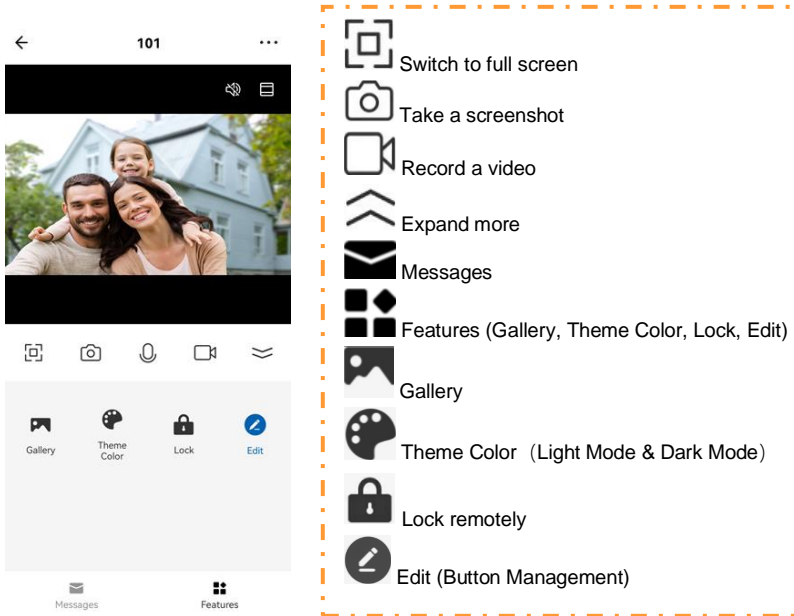 101
Gallery
Theme
Color
Lock
Edit
Messages
Features
Switch to full screen
Take a screenshot
Record a video
Expand more
Messages
Features (Gallery, Theme Color, Lock, Edit)
Gallery
Theme Color（Light Mode & Dark Mode）
Lock remotely
Edit (Button Management)